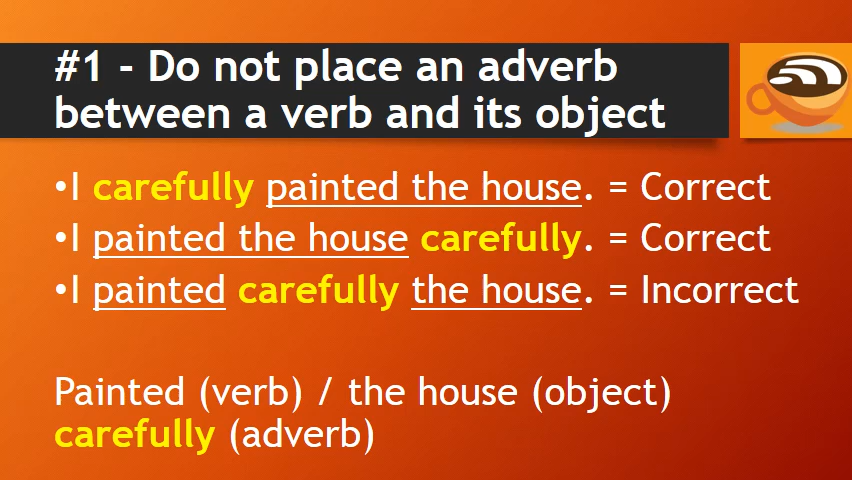 #1 - Do not place an adverb
between a verb and its object
•I carefully painted the house. = Correct
•I painted the house carefully. = Correct
•I painted carefully the house. = Incorrect
Painted (verb) / the house (object)
carefully (adverb)